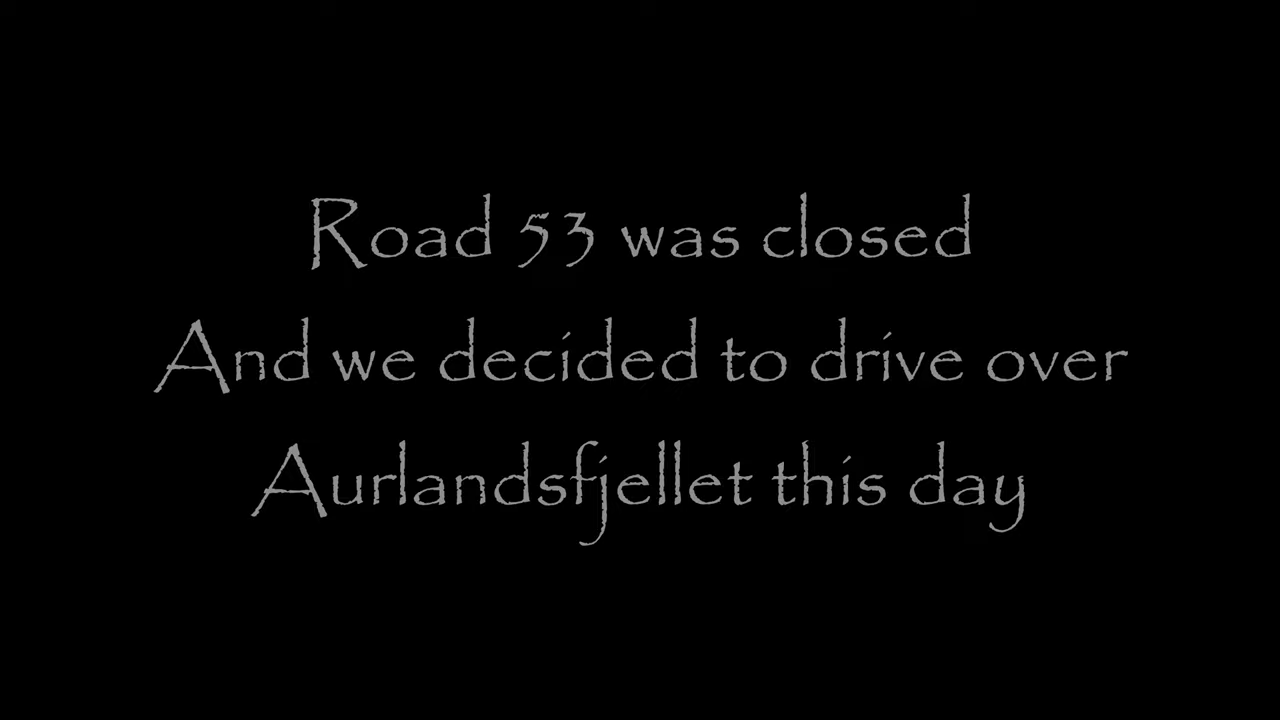 Road 53 was closed
And we decided to drive over
Aurlandsfjellet this day